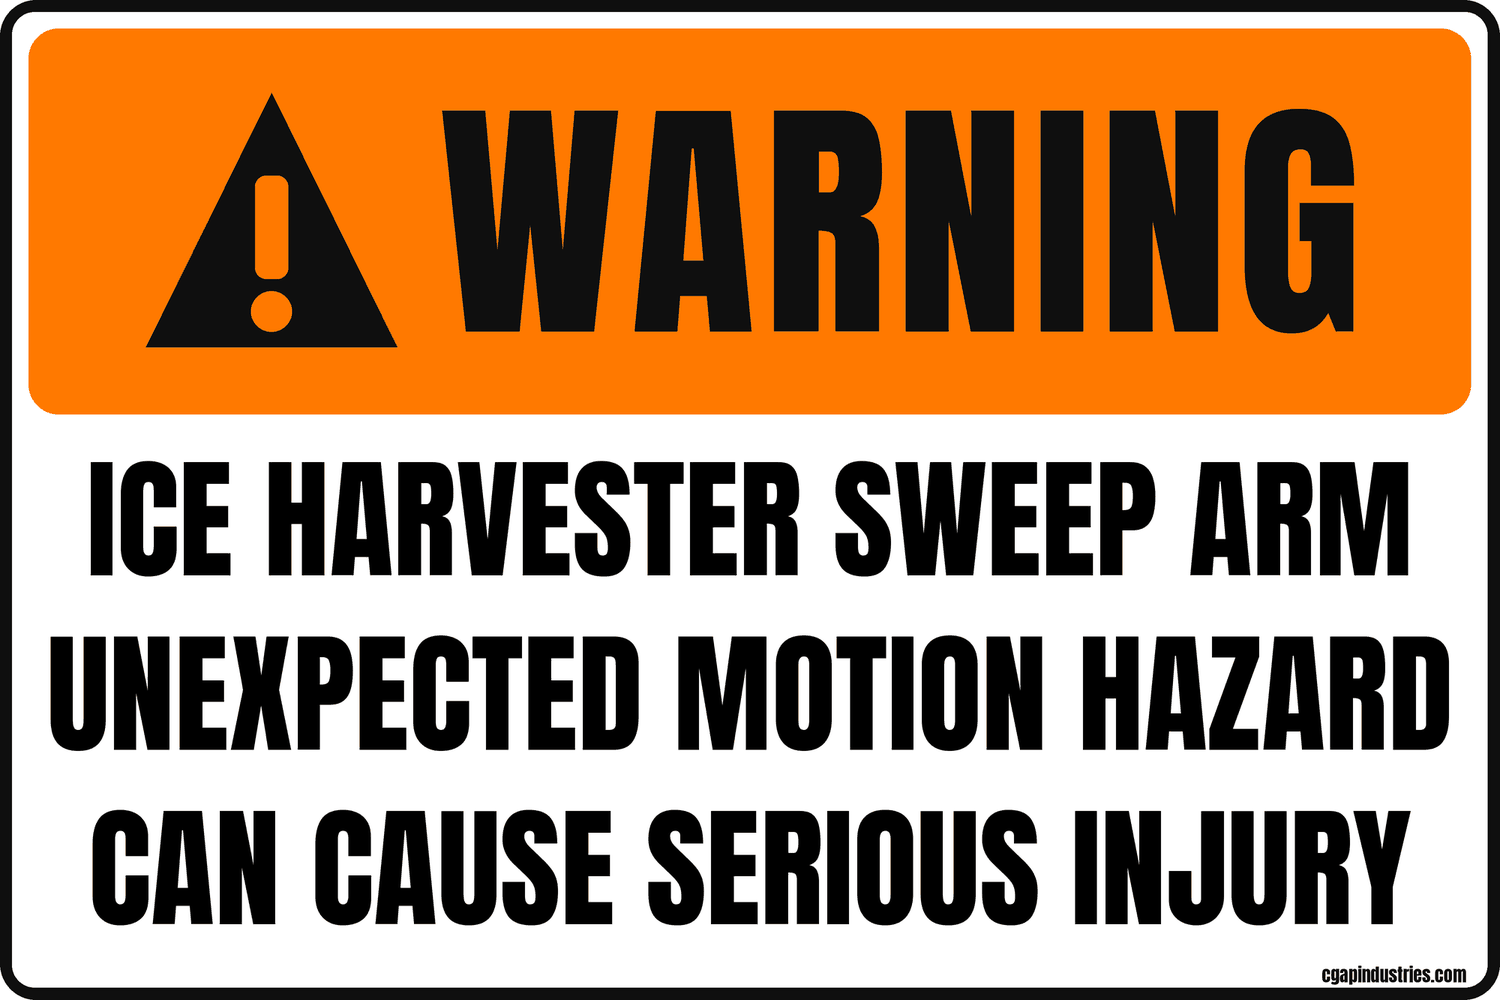 WARNING
ICE HARVESTER SWEEP ARM
UNEXPECTED MOTION HAZARD
CAN CAUSE SERIOUS INJURY
cgapindustries.com